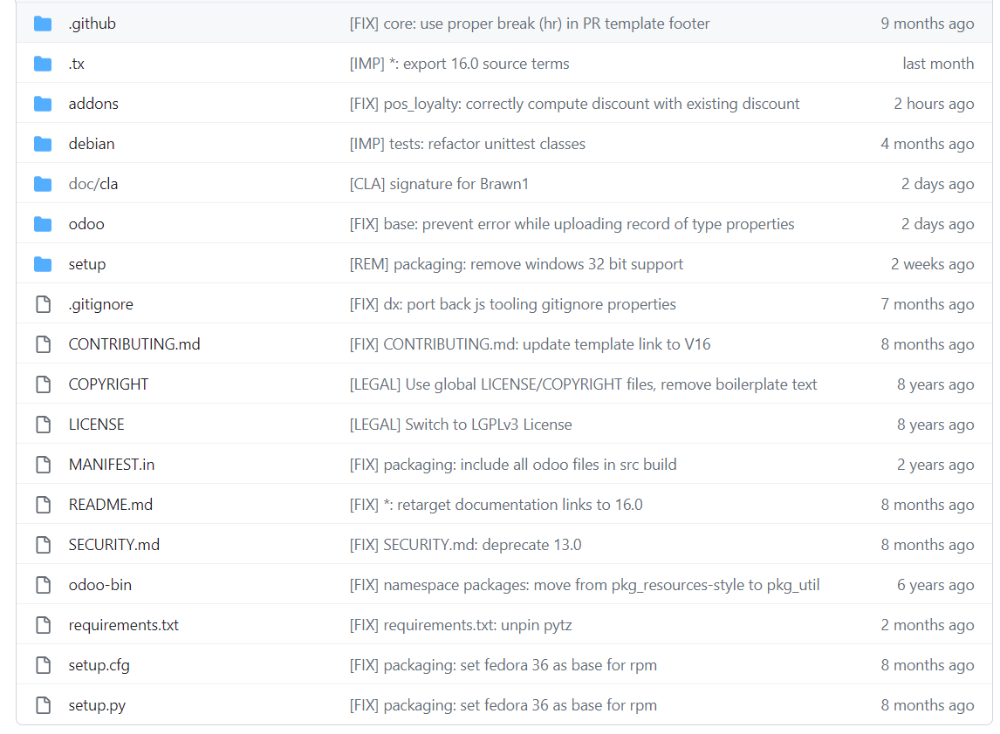 .github [FIX] core: use proper break (hr) in PR template footer 9 months ago
.tx [IMP] *: export 16.0 source terms last month
addons [FIX] pos_loyalty: correctly compute discount with existing discount 2 hours ago
debian [IMP] tests: refactor unittest classes 4 months ago
doc/cla [CLA] signature for Brawn1 2 days ago
odoo [FIX] base: prevent error while uploading record of type properties 2 days ago
setup [REM] packaging: remove windows 32 bit support 2 weeks ago
.gitignore [FIX] dx: port back js tooling gitignore properties 7 months ago
CONTRIBUTING.md [FIX] CONTRIBUTING.md: update template link to V16 8 months ago
COPYRIGHT [LEGAL] Use global LICENSE/COPYRIGHT files, remove boilerplate text 8 years ago
LICENSE [LEGAL] Switch to LGPLv3 License 8 years ago
MANIFEST.in [FIX] packaging: include all odoo files in src build 2 years ago
README.md [FIX] *: retarget documentation links to 16.0 8 months ago
SECURITY.md [FIX] SECURITY.md: deprecate 13.0 8 months ago
odoo-bin [FIX] namespace packages: move from pkg_resources-style to pkg_util 6 years ago
requirements.txt [FIX] requirements.txt: unpin pytz 2 months ago
setup.cfg [FIX] packaging: set fedora 36 as base for rpm 8 months ago
setup.py [FIX] packaging: set fedora 36 as base for rpm 8 months ago